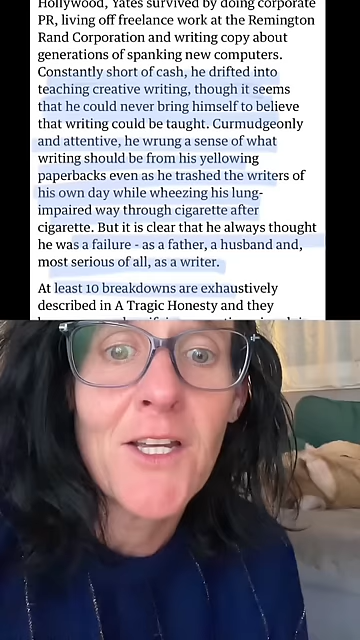 Hollywood, Yates survived by doing corporate
PR, living off freelance work at the Remington
Rand Corporation and writing copy about
generations of spanking new computers.
Constantly short of cash, he drifted into
teaching creative writing, though it seems
that he could never bring himself to believe
that writing could be taught. Curmudgeonly
and attentive, he wrung a sense of what
writing should be from his yellowing
paperbacks even as he trashed the writers of
his own day while wheezing his lung-
impaired way through cigarette after
cigarette. But it is clear that he always thought
he was a failure - as a father, a husband and,
most serious of all, as a writer.
At least 10 breakdowns are exhaustively
described in A Tragic Honesty and they